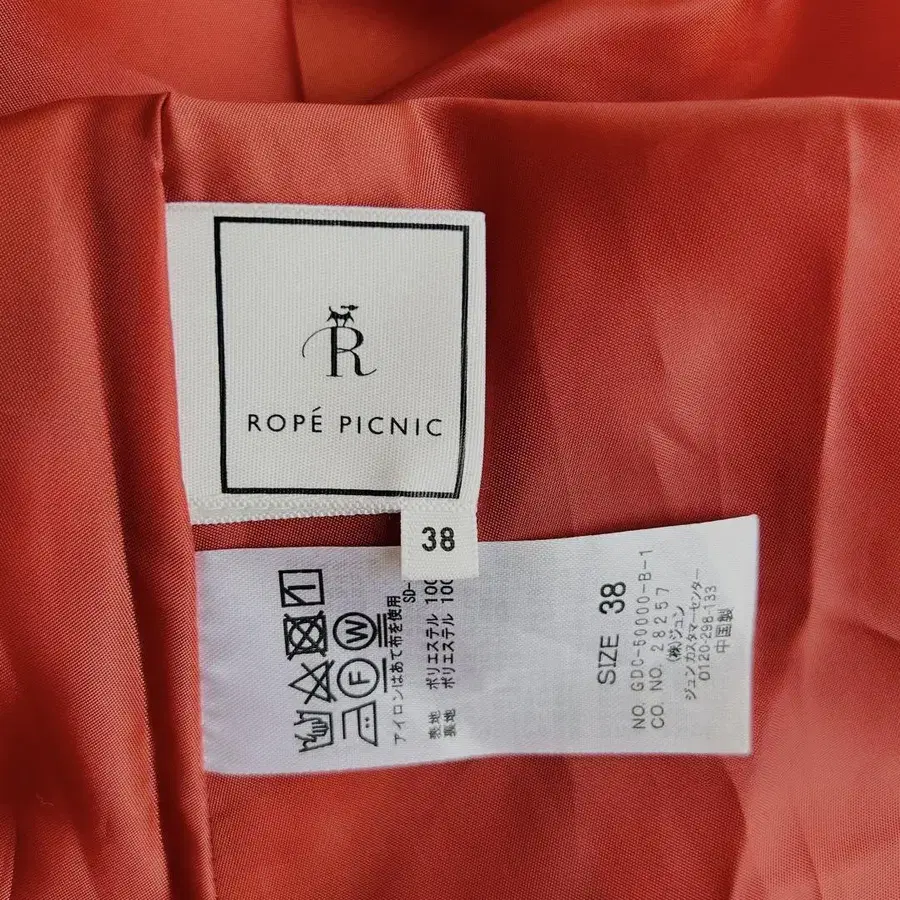 R
ROPÉ PICNIC
38
アイロンはあて布を使用
SD-
表地 ポリエステル 100
裏地 ポリエステル 100
SIZE 38
NO. GDC-50000-B-1
CO. NO. 28257
(株)ジュン
ジュンカスタマーセンター
0120-298-133
中国製
W
F